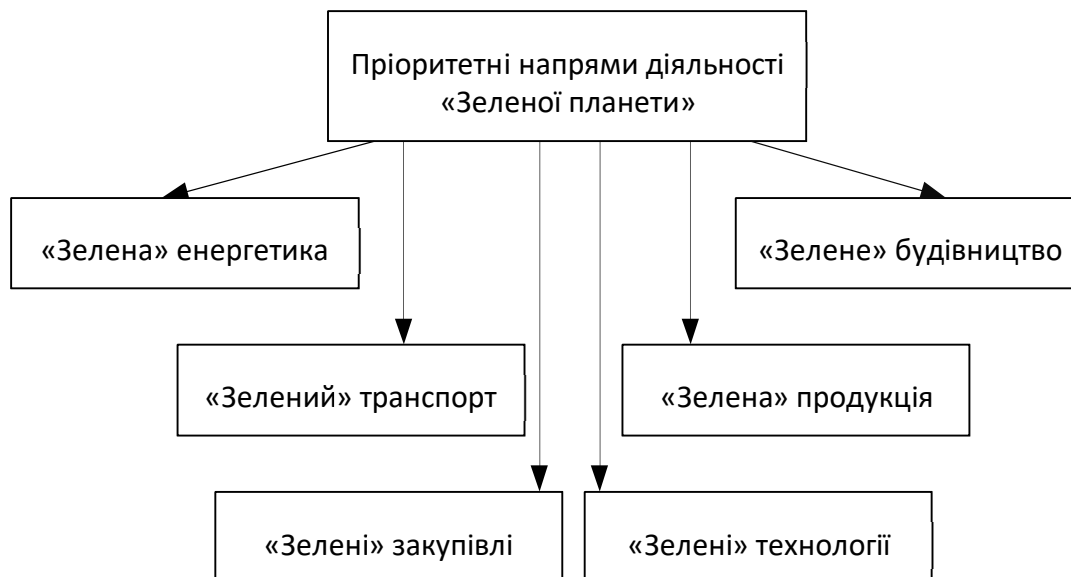 Пріоритетні напрями діяльності
«Зеленої планети»
«Зелена» енергетика
«Зелене» будівництво
«Зелений» транспорт
«Зелена» продукція
«Зелені» закупівлі
«Зелені» технології